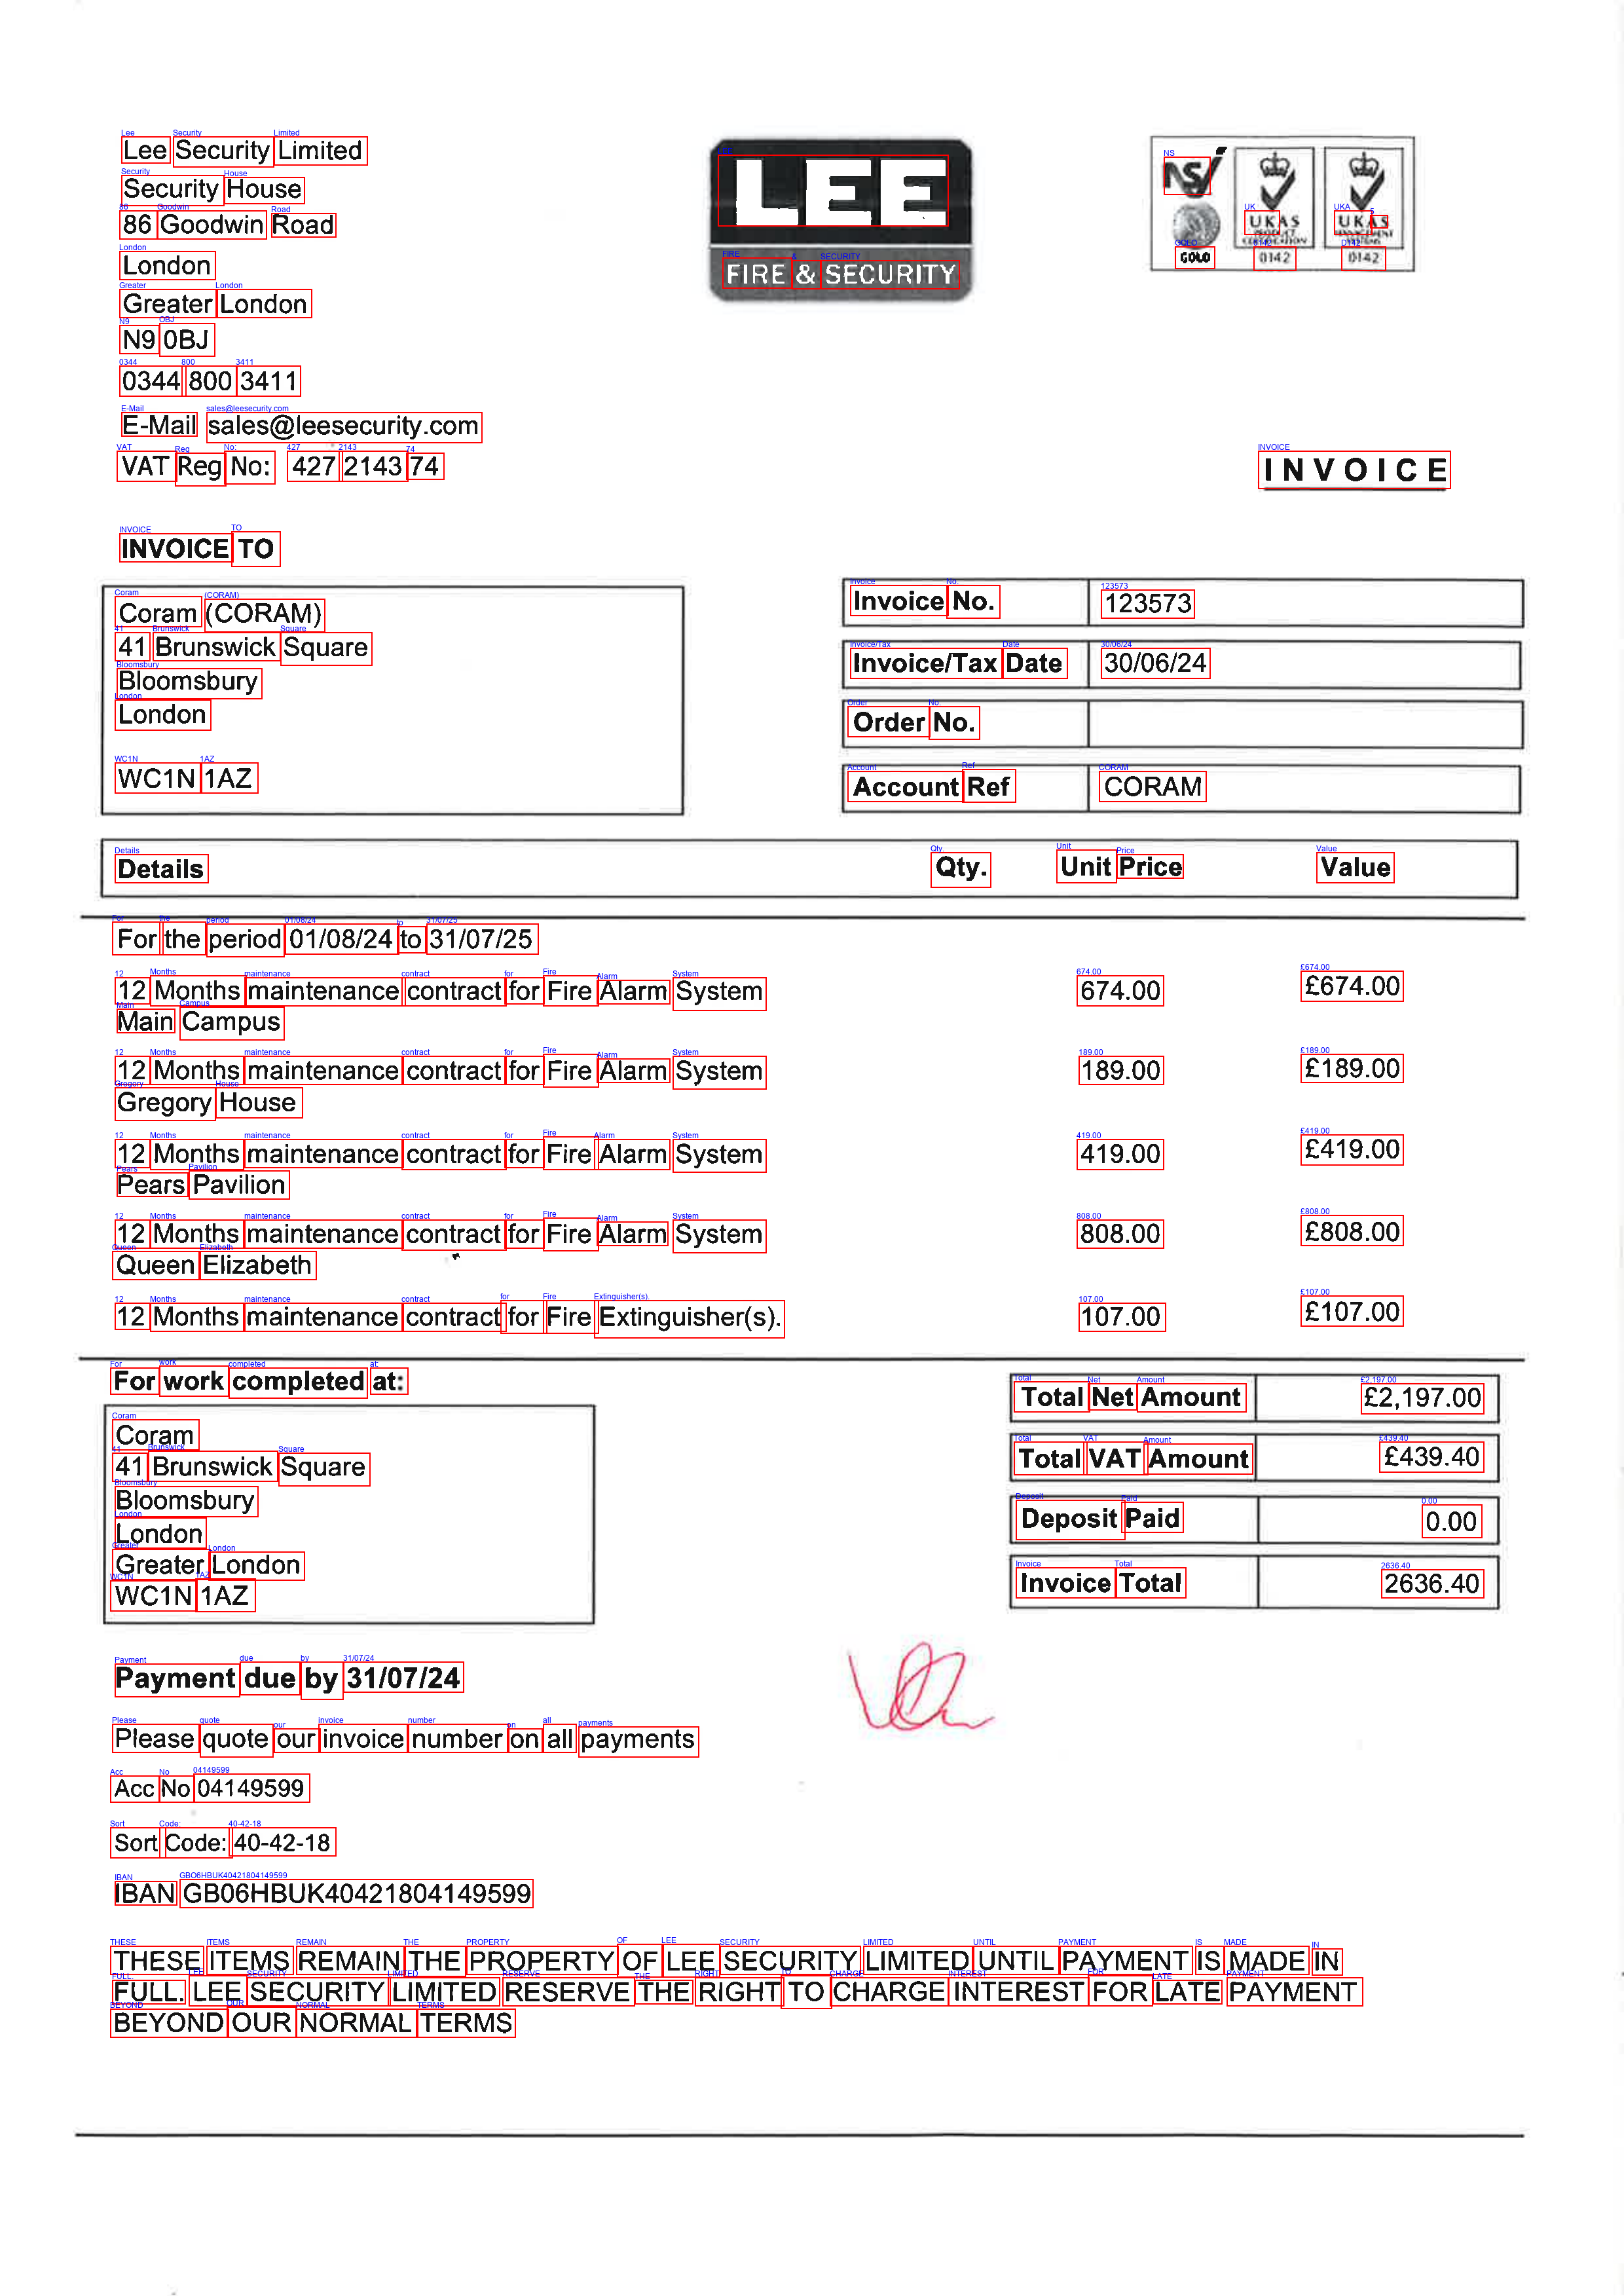 Lee Security Limited
Security House
86 Goodwin Road
London
Greater London
N9 0BJ
0344 800 3411
E-Mail sales@leesecurity.com
VAT Reg No: 427 2143 74
LEE
FIRE & SECURITY
NSI
GOLD
UKAS
PRODUCT
CERTIFICATION
0142
UKAS
MANAGEMENT
SYSTEMS
0142
INVOICE
INVOICE TO
Coram (CORAM)
41 Brunswick Square
Bloomsbury
London
WC1N 1AZ
Invoice No. 123573
Invoice/Tax Date 30/06/24
Order No.
Account Ref CORAM
Details Qty. Unit Price Value
For the period 01/08/24 to 31/07/25
12 Months maintenance contract for Fire Alarm System 674.00 £674.00
Main Campus
12 Months maintenance contract for Fire Alarm System 189.00 £189.00
Gregory House
12 Months maintenance contract for Fire Alarm System 419.00 £419.00
Pears Pavilion
12 Months maintenance contract for Fire Alarm System 808.00 £808.00
Queen Elizabeth
12 Months maintenance contract for Fire Extinguisher(s). 107.00 £107.00
For work completed at:
Coram
41 Brunswick Square
Bloomsbury
London
Greater London
WC1N 1AZ
Total Net Amount £2,197.00
Total VAT Amount £439.40
Deposit Paid 0.00
Invoice Total 2636.40
Payment due by 31/07/24
Please quote our invoice number on all payments
Acc No 04149599
Sort Code: 40-42-18
IBAN GB06HBUK40421804149599
THESE ITEMS REMAIN THE PROPERTY OF LEE SECURITY LIMITED UNTIL PAYMENT IS MADE IN
FULL. LEE SECURITY LIMITED RESERVE THE RIGHT TO CHARGE INTEREST FOR LATE PAYMENT
BEYOND OUR NORMAL TERMS